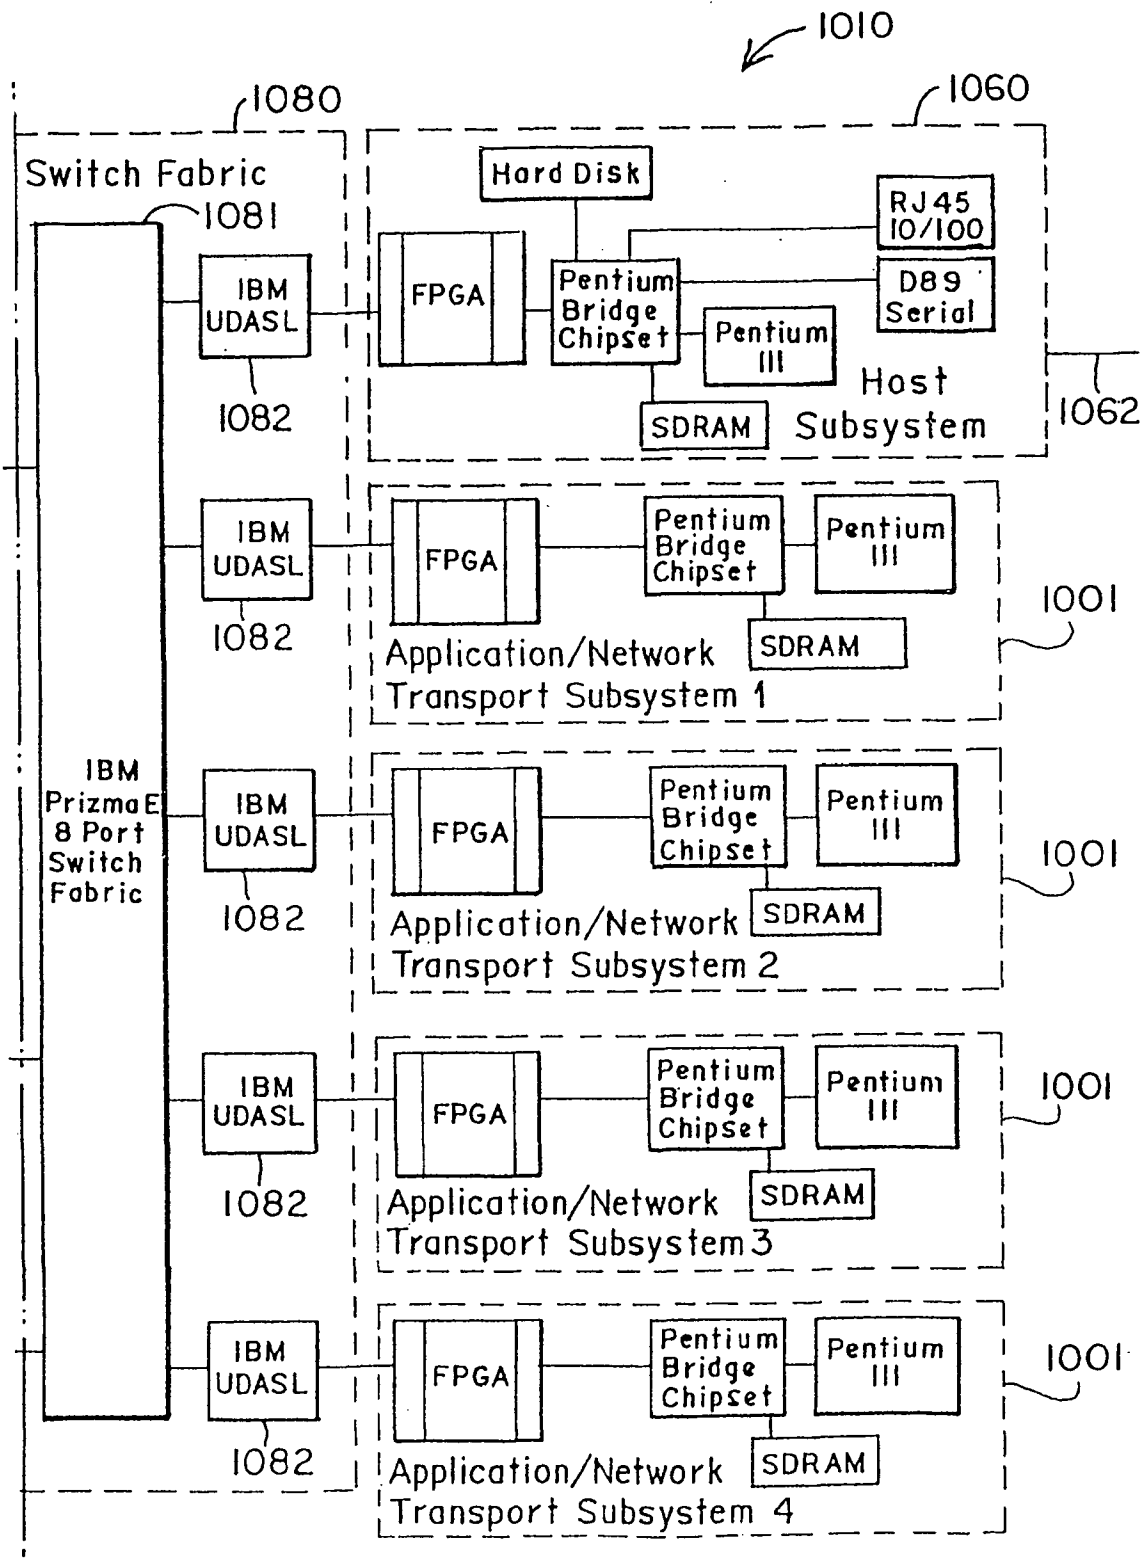 1010
1080
1060
Switch Fabric
1081
Hard Disk
RJ45
10/100
IBM
UDASL
FPGA
Pentium
Bridge
Chipset
D89
Serial
Pentium
III
1082
Host
Subsystem
1062
SDRAM
IBM
UDASL
FPGA
Pentium
Bridge
Chipset
Pentium
III
1001
1082
SDRAM
Application/Network
Transport Subsystem 1
IBM
PrizmaE
8 Port
Switch
Fabric
IBM
UDASL
FPGA
Pentium
Bridge
Chipset
Pentium
III
1001
1082
SDRAM
Application/Network
Transport Subsystem 2
IBM
UDASL
FPGA
Pentium
Bridge
Chipset
Pentium
III
1001
1082
SDRAM
Application/Network
Transport Subsystem 3
IBM
UDASL
FPGA
Pentium
Bridge
Chipset
Pentium
III
1001
1082
SDRAM
Application/Network
Transport Subsystem 4